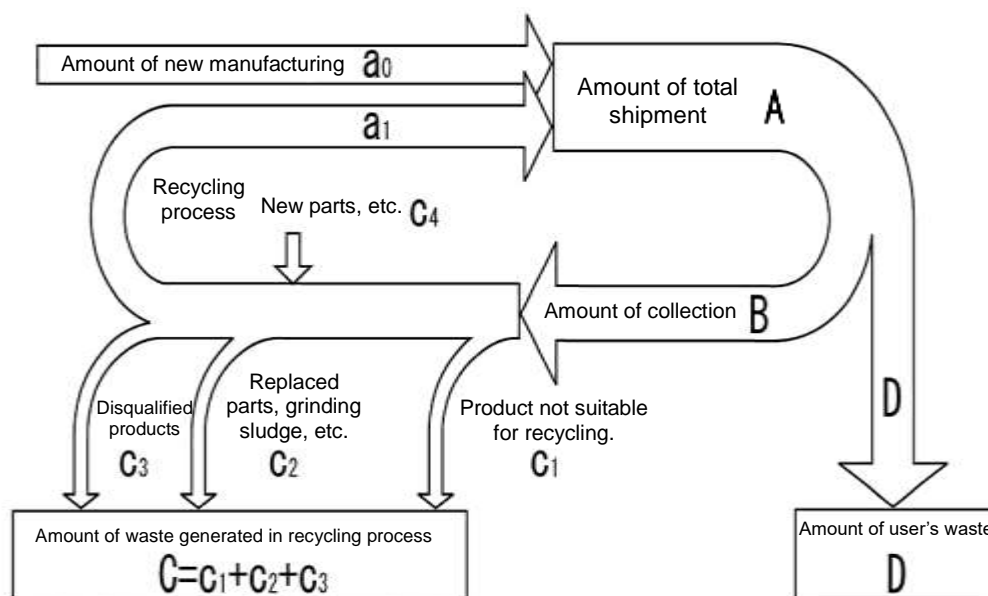 Amount of new manufacturing a0
Amount of total
shipment A
a1
Recycling
process
New parts, etc. C4
Amount of collection B
D
Disqualified
products
C3
Replaced
parts, grinding
sludge, etc.
C2
Product not suitable
for recycling.
C1
Amount of waste generated in recycling process
C=C1+C2+C3
Amount of user's waste
D